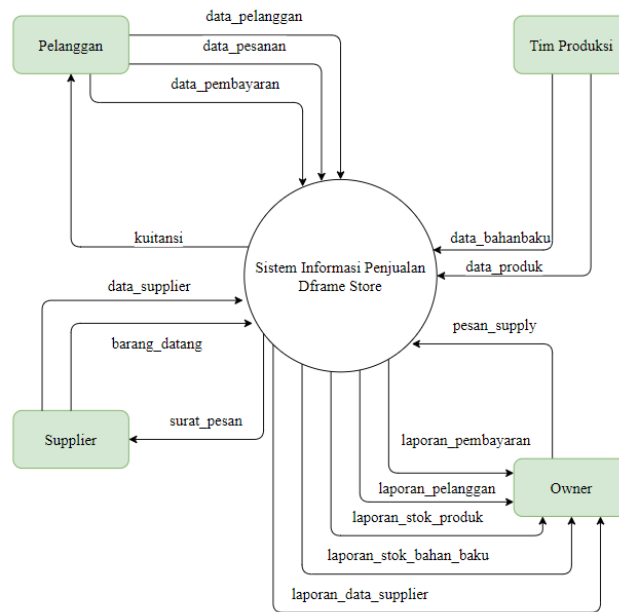 data_pelanggan
Pelanggan
data_pesanan
Tim Produksi
data_pembayaran
kuitansi
data_bahanbaku
Sistem Informasi Penjualan
Dframe Store
data_produk
data_supplier
pesan_supply
barang_datang
surat_pesan
Supplier
laporan_pembayaran
laporan_pelanggan
Owner
laporan_stok_produk
laporan_stok_bahan_baku
laporan_data_supplier